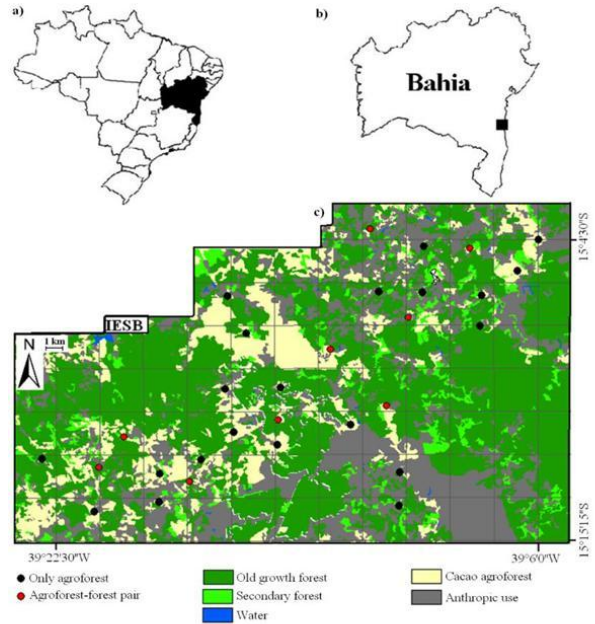 a)
b)
Bahia
c)
15°4'30"S
IESB
N
1 km
15°15'15"S
39°22'30"W
39°6'0"W
Only agroforest
Old growth forest
Cacao agroforest
Agroforest-forest pair
Secondary forest
Anthropic use
Water